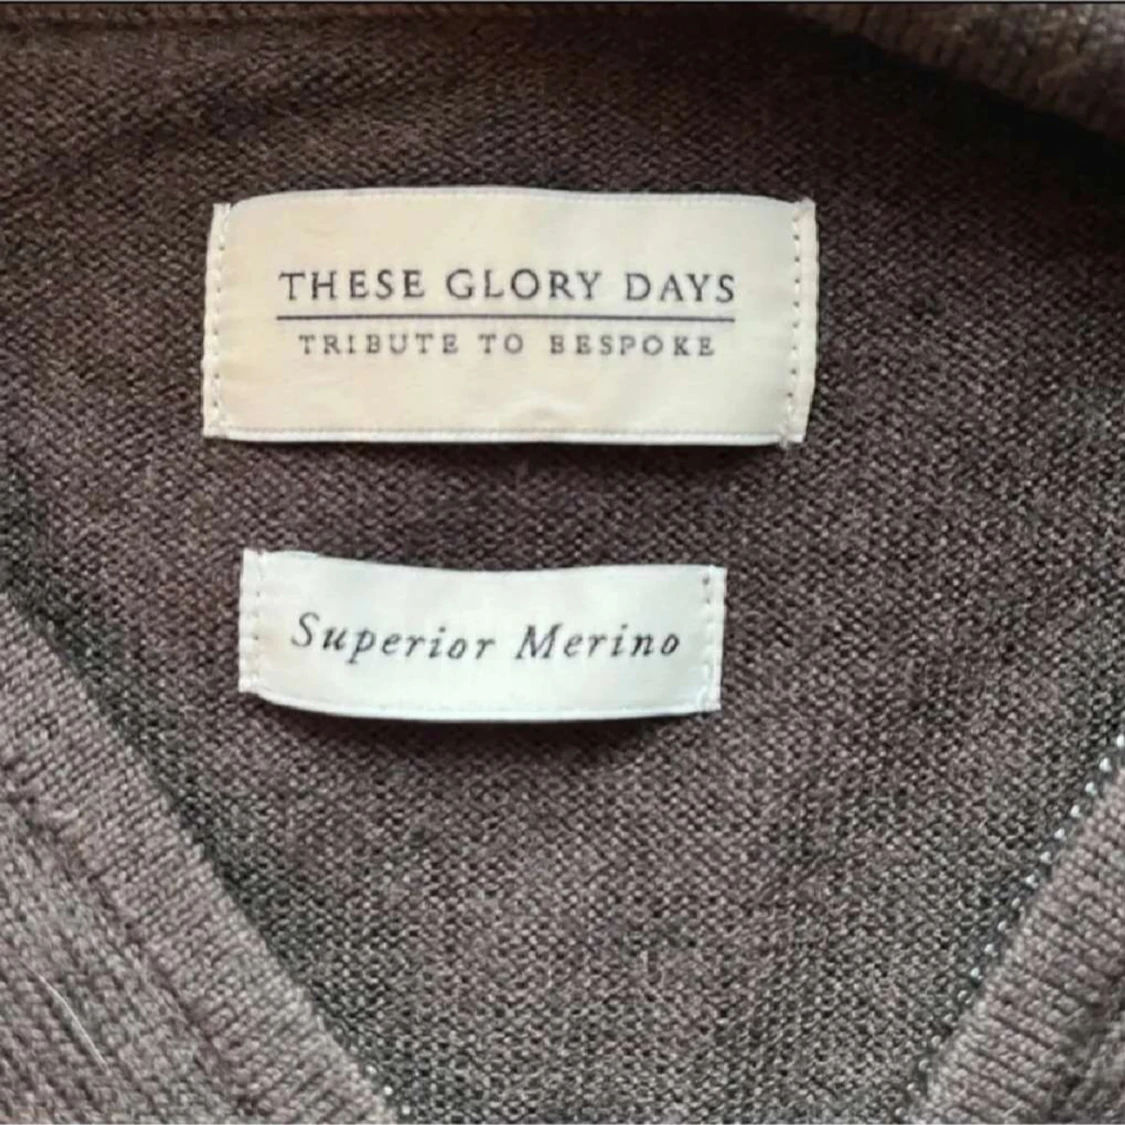 THESE GLORY DAYS
TRIBUTE TO BESPOKE
Superior Merino